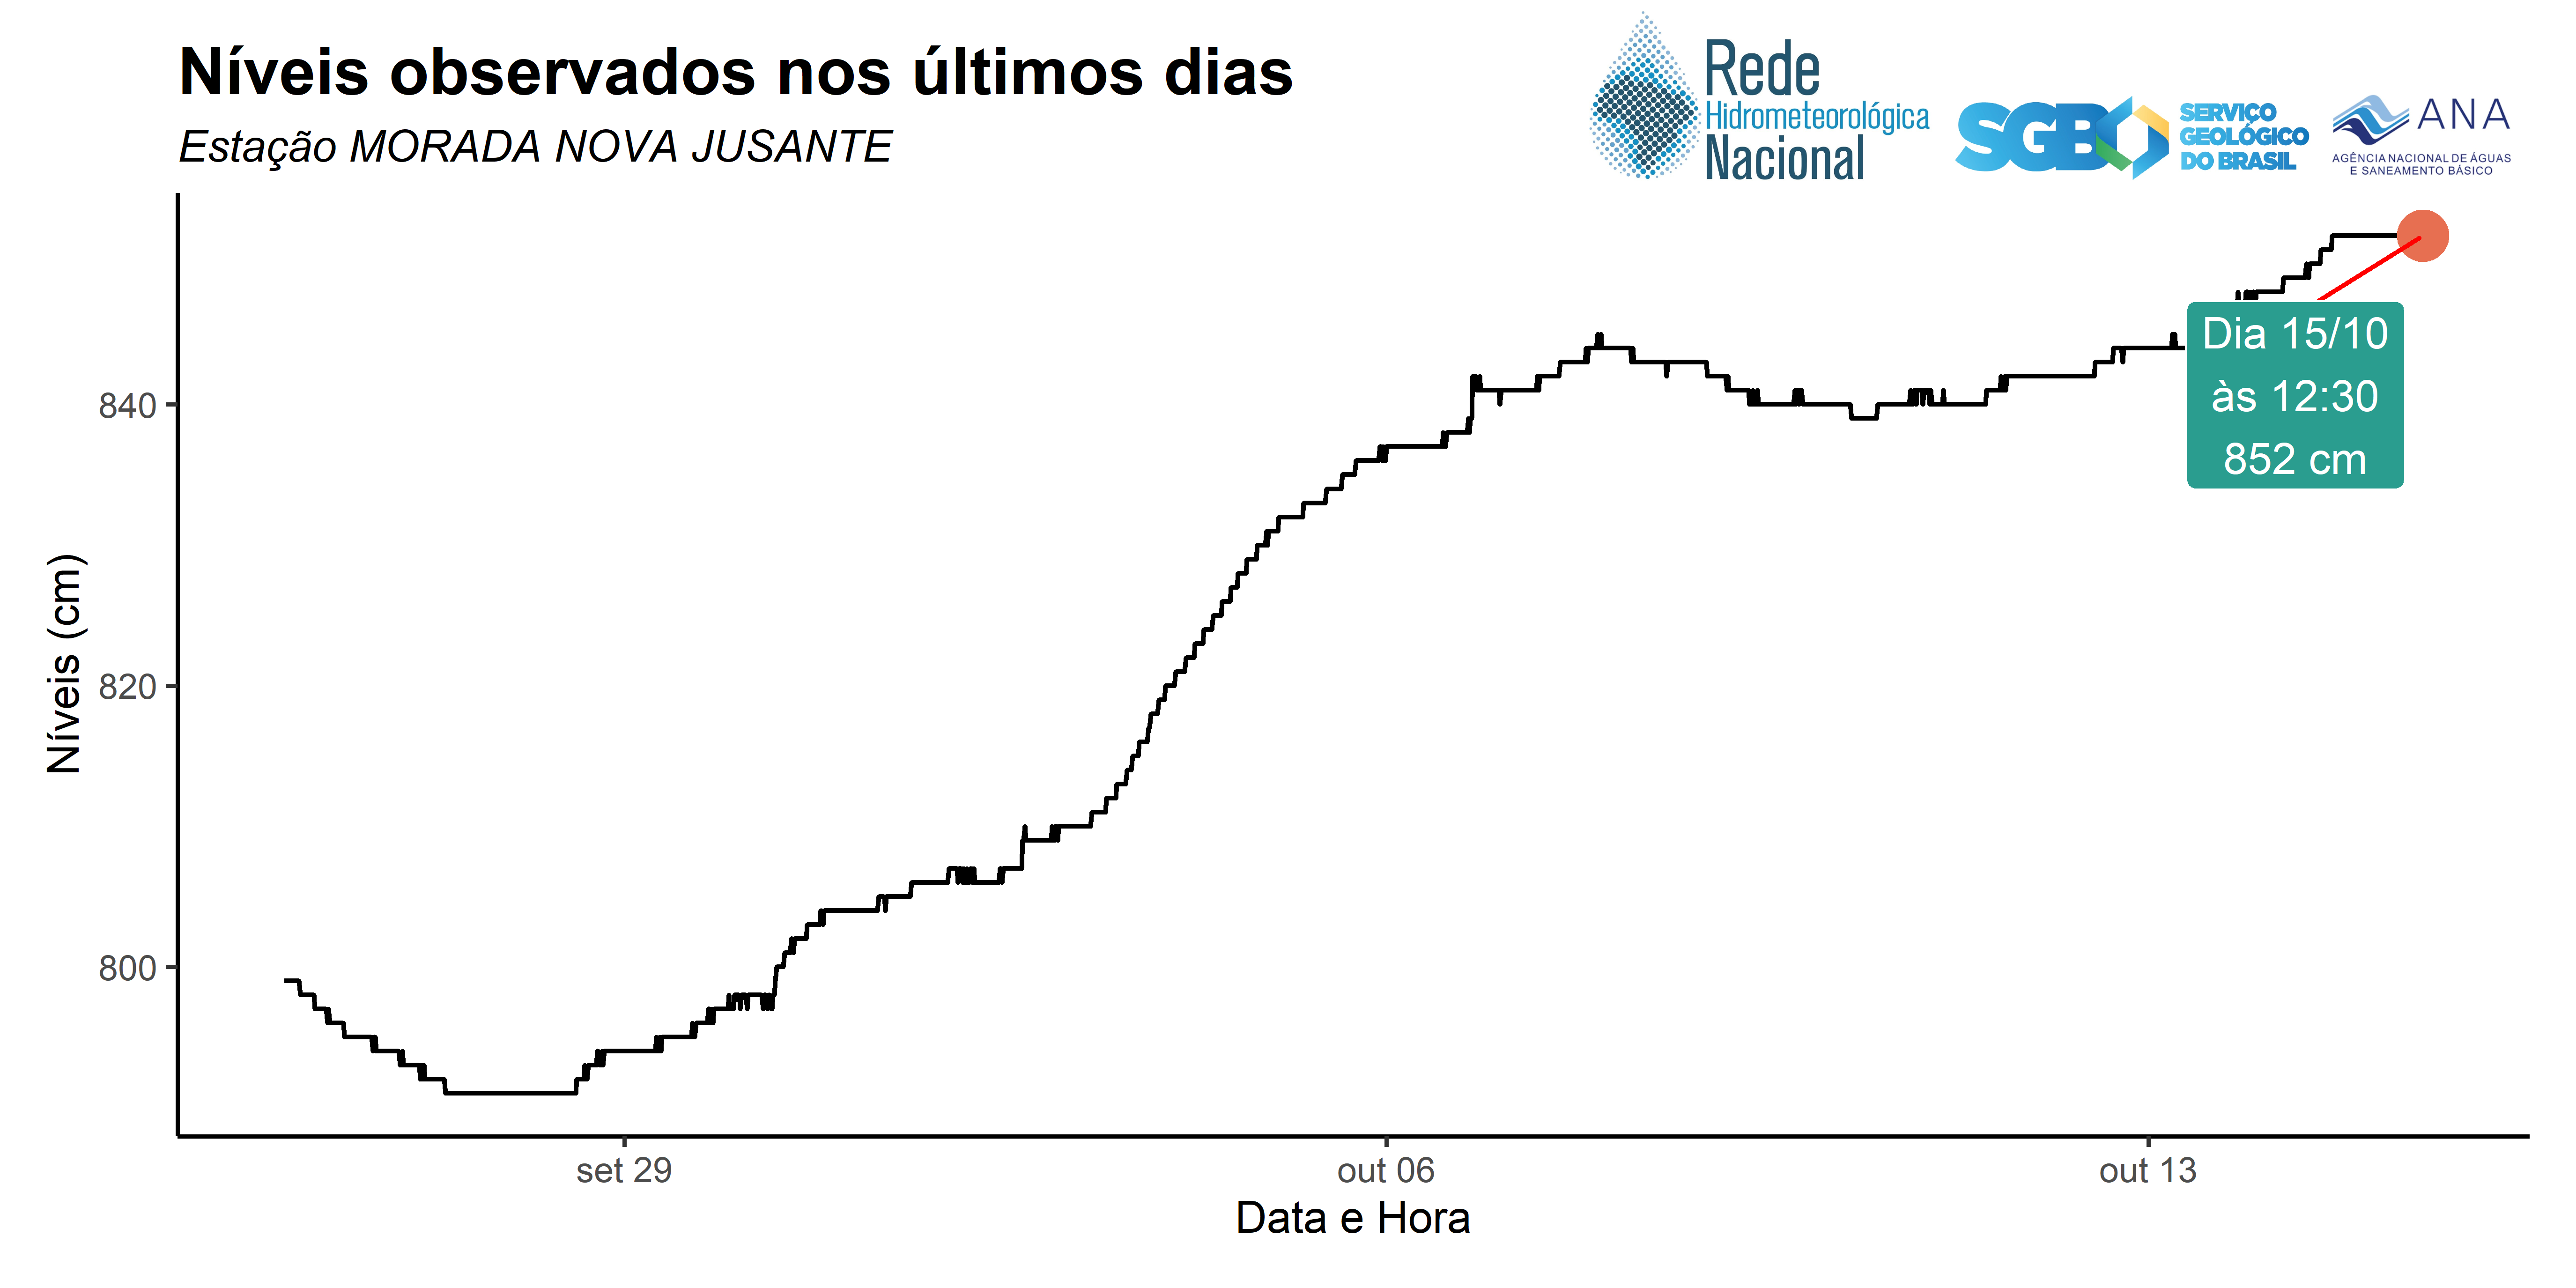 Níveis observados nos últimos dias
Estação MORADA NOVA JUSANTE
Rede
Hidrometeorológica
Nacional
SGB
SERVIÇO
GEOLÓGICO
DO BRASIL
ANA
AGÊNCIA NACIONAL DE ÁGUAS
E SANEAMENTO BÁSICO
Dia 15/10
às 12:30
852 cm
Níveis (cm)
840
820
800
set 29
out 06
out 13
Data e Hora